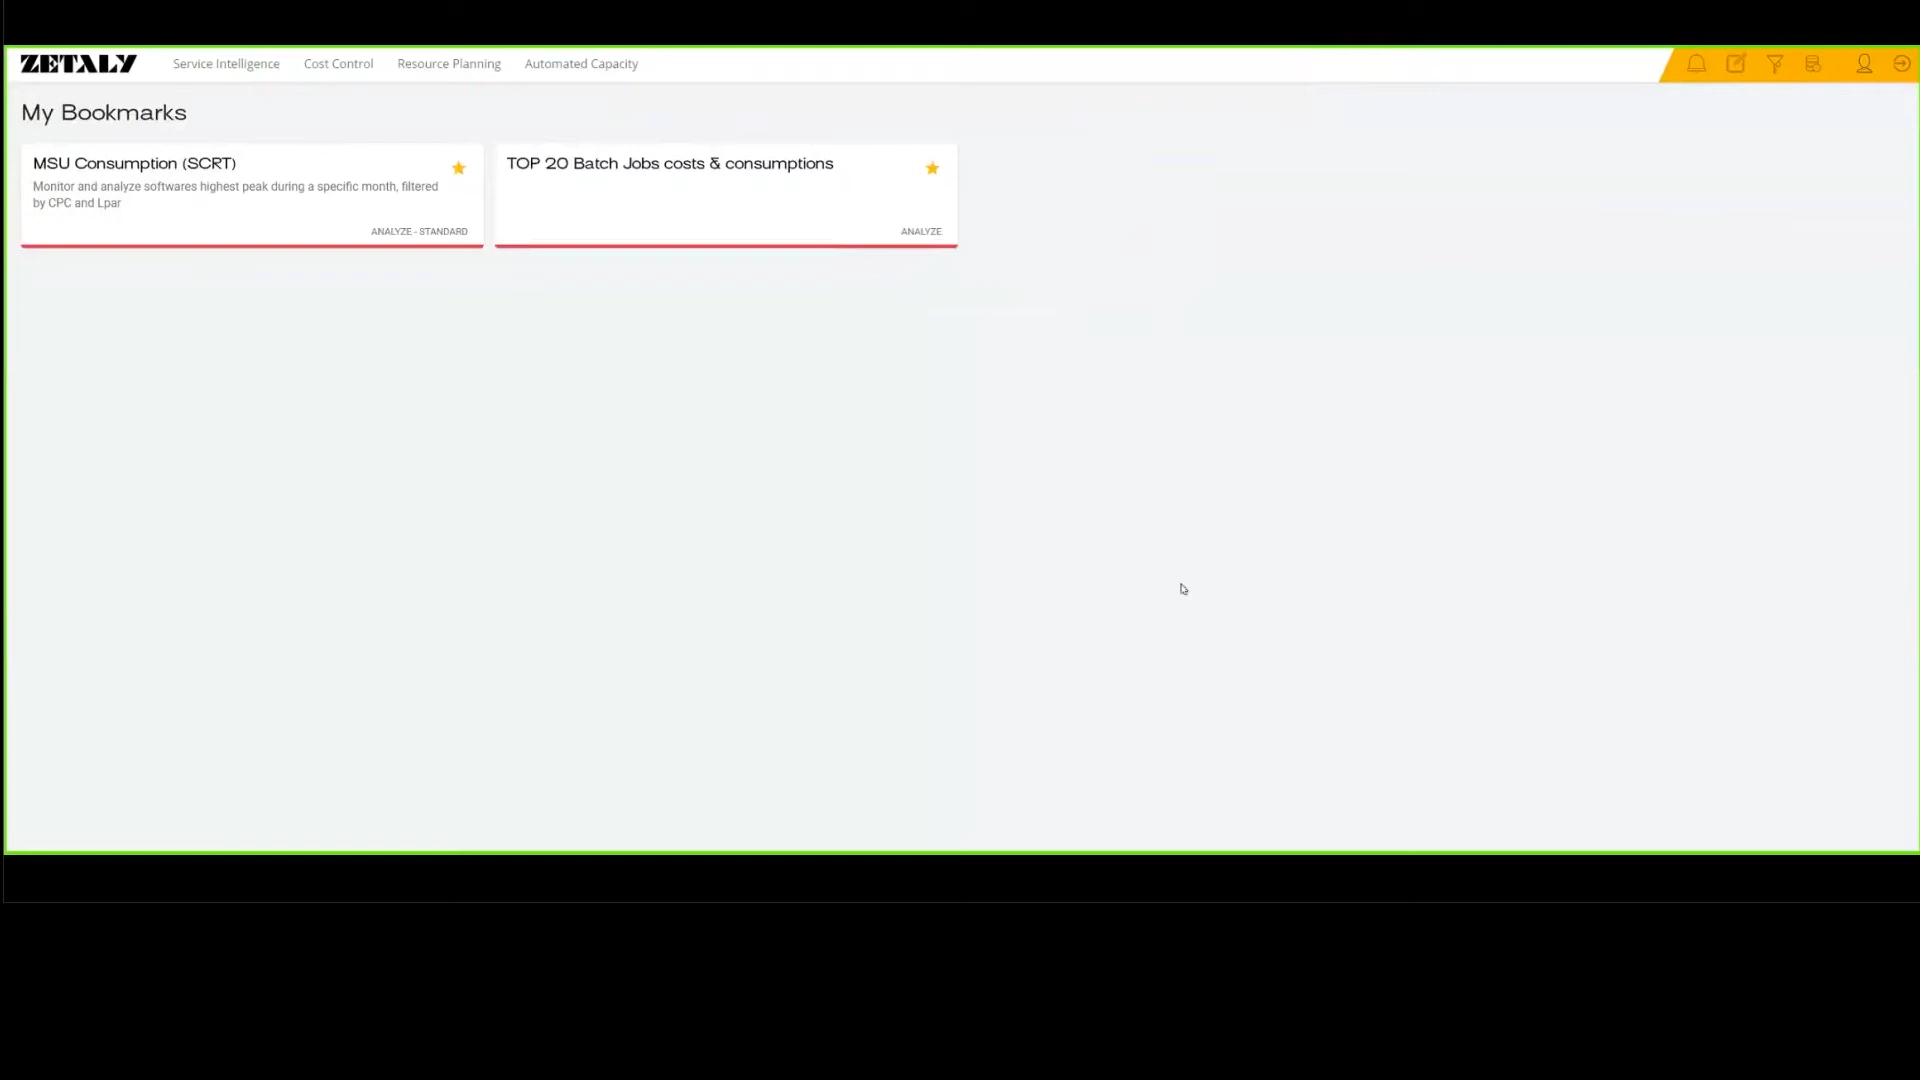 ZETALY
Service Intelligence
Cost Control
Resource Planning
Automated Capacity
My Bookmarks
MSU Consumption (SCRT)
Monitor and analyze softwares highest peak during a specific month, filtered
by CPC and Lpar
ANALYZE - STANDARD
TOP 20 Batch Jobs costs & consumptions
ANALYZE